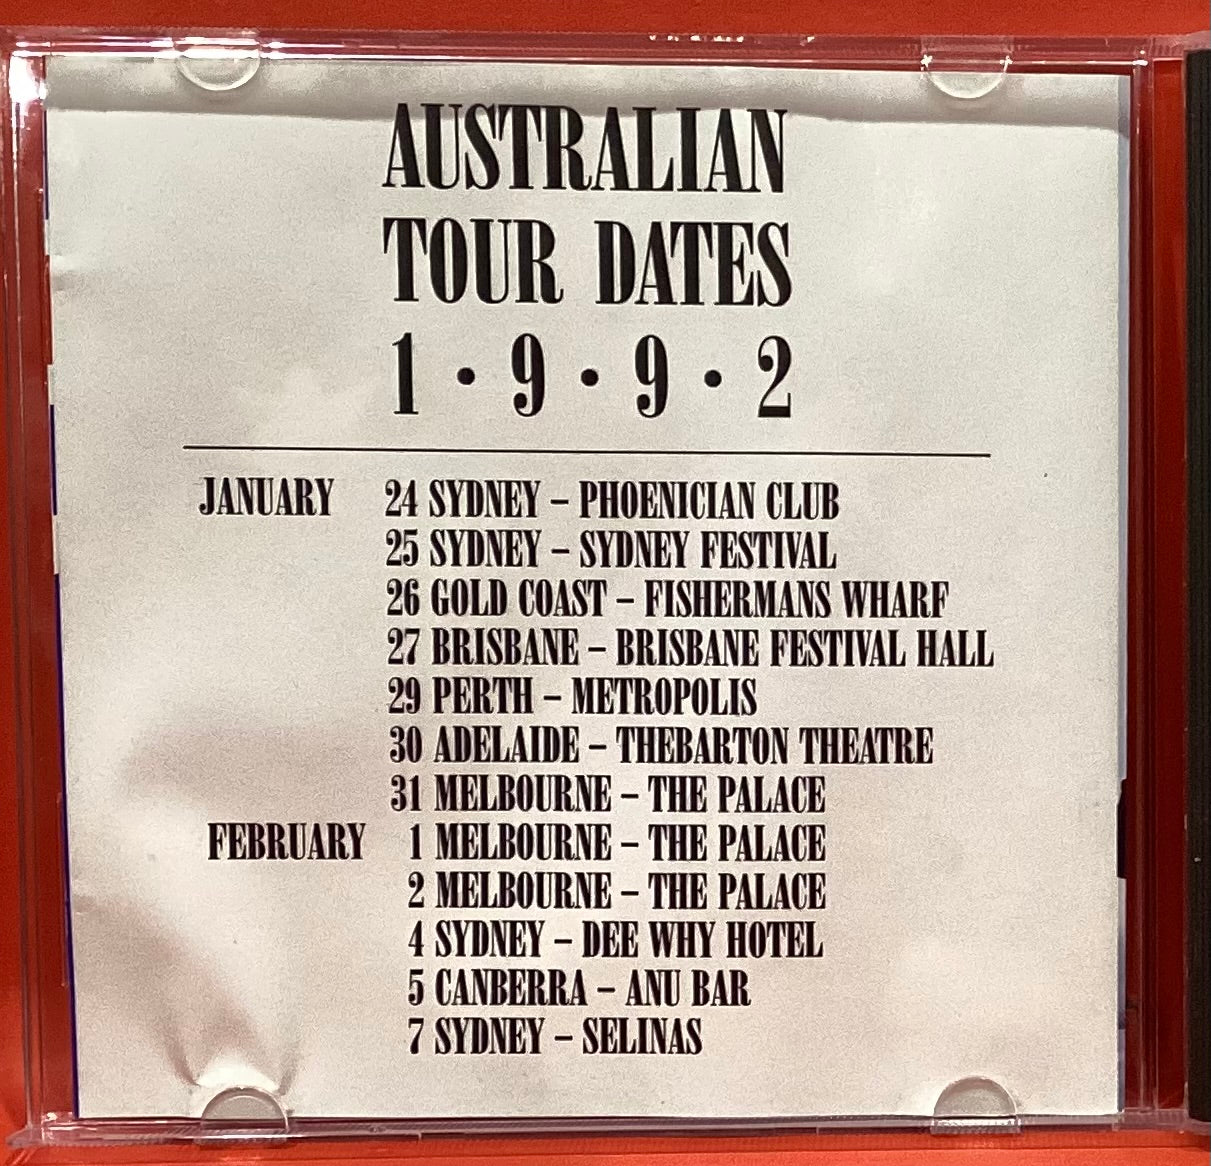 AUSTRALIAN
TOUR DATES
1•9•9•2
JANUARY 24 SYDNEY – PHOENICIAN CLUB
25 SYDNEY – SYDNEY FESTIVAL
26 GOLD COAST – FISHERMANS WHARF
27 BRISBANE – BRISBANE FESTIVAL HALL
29 PERTH – METROPOLIS
30 ADELAIDE – THEBARTON THEATRE
31 MELBOURNE – THE PALACE
FEBRUARY 1 MELBOURNE – THE PALACE
2 MELBOURNE – THE PALACE
4 SYDNEY – DEE WHY HOTEL
5 CANBERRA – ANU BAR
7 SYDNEY – SELINAS